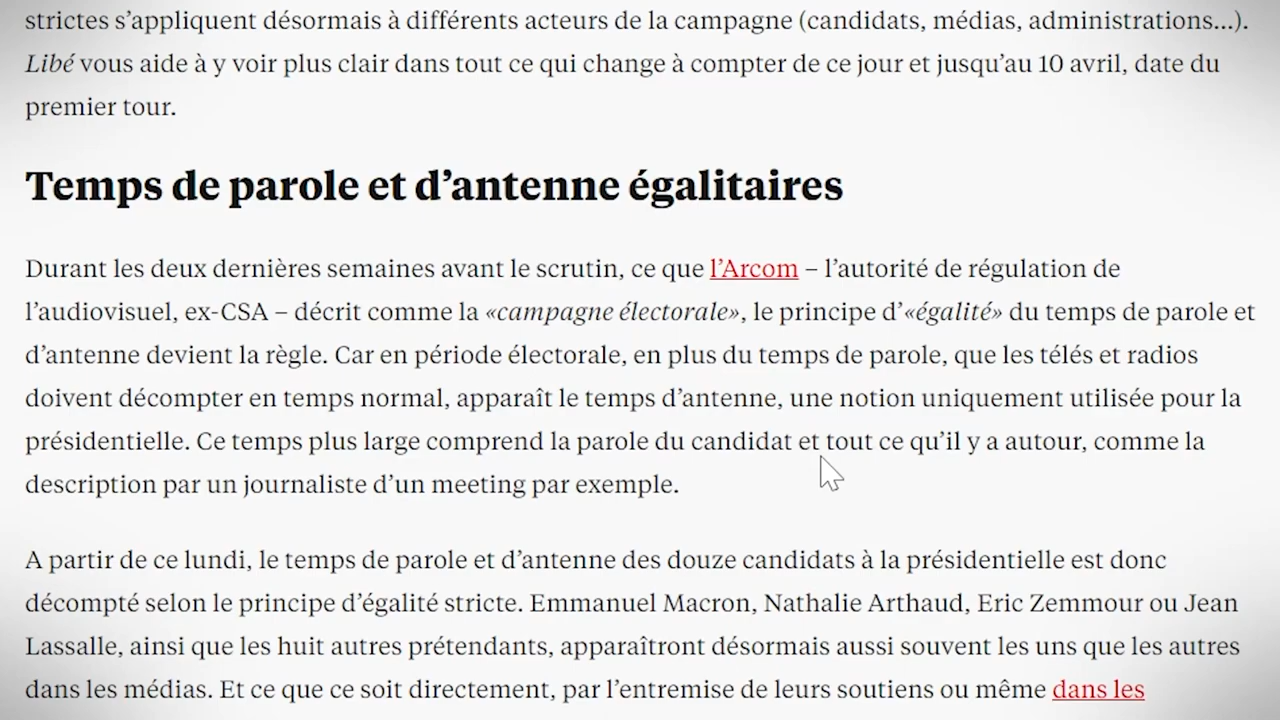 strictes s’appliquent désormais à différents acteurs de la campagne (candidats, médias, administrations…).
Libé vous aide à y voir plus clair dans tout ce qui change à compter de ce jour et jusqu’au 10 avril, date du
premier tour.
Temps de parole et d’antenne égalitaires
Durant les deux dernières semaines avant le scrutin, ce que l’Arcom – l’autorité de régulation de
l’audiovisuel, ex-CSA – décrit comme la «campagne électorale», le principe d’«égalité» du temps de parole et
d’antenne devient la règle. Car en période électorale, en plus du temps de parole, que les télés et radios
doivent décompter en temps normal, apparaît le temps d’antenne, une notion uniquement utilisée pour la
présidentielle. Ce temps plus large comprend la parole du candidat et tout ce qu’il y a autour, comme la
description par un journaliste d’un meeting par exemple.
A partir de ce lundi, le temps de parole et d’antenne des douze candidats à la présidentielle est donc
décompté selon le principe d’égalité stricte. Emmanuel Macron, Nathalie Arthaud, Eric Zemmour ou Jean
Lassalle, ainsi que les huit autres prétendants, apparaîtront désormais aussi souvent les uns que les autres
dans les médias. Et ce que ce soit directement, par l’entremise de leurs soutiens ou même dans les